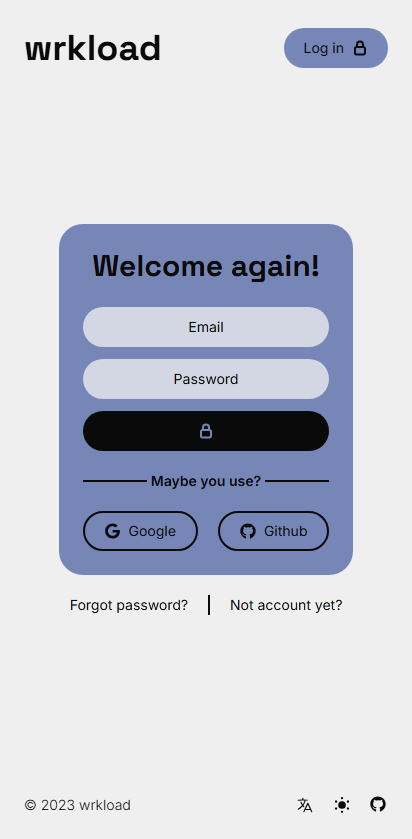 wrkload
Log in
Welcome again!
Email
Password
Maybe you use?
Google
Github
Forgot password?
Not account yet?
© 2023 wrkload